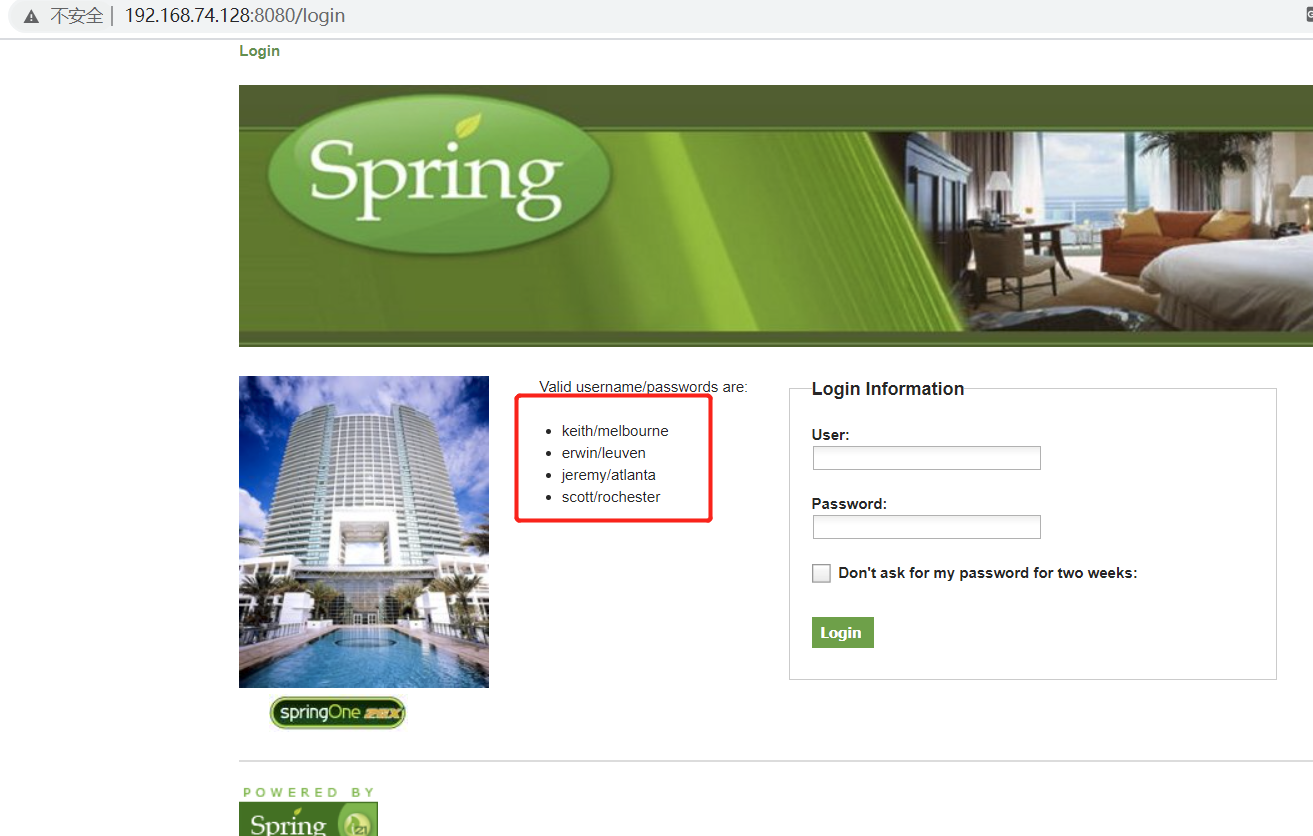 不安全 | 192.168.74.128:8080/login
Login
Spring
Valid username/passwords are:
keith/melbourne
erwin/leuven
jeremy/atlanta
scott/rochester
Login Information
User:
Password:
Don't ask for my password for two weeks:
Login
springOne 2GX
POWERED BY
Spring